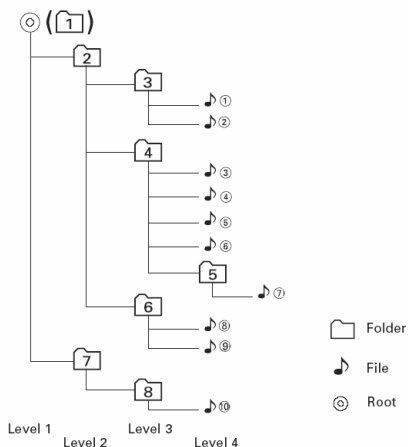 (1)
2
3
①
②
4
③
④
⑤
⑥
5
⑦
6
⑧
⑨
7
8
⑩
Folder
File
Root
Level 1
Level 2
Level 3
Level 4